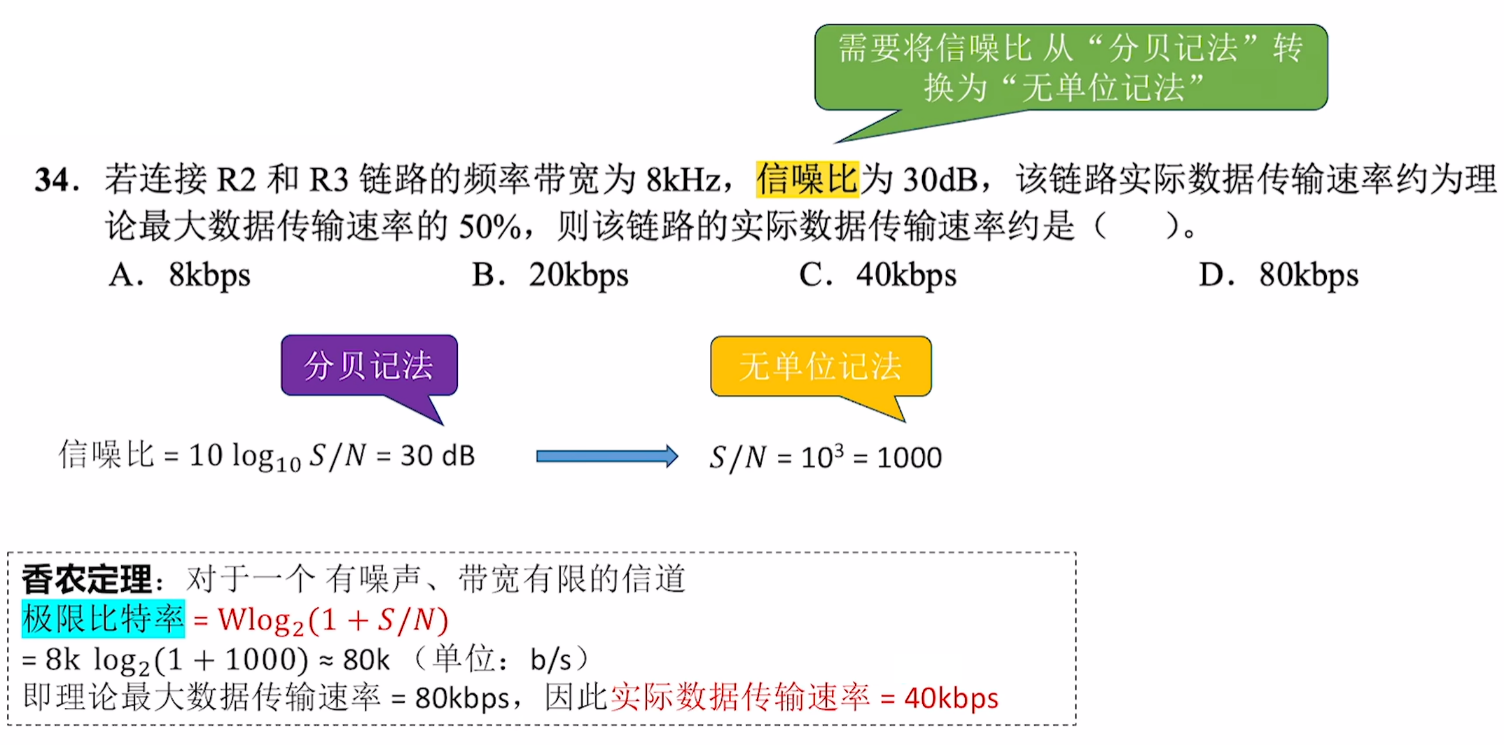 需要将信噪比 从“分贝记法”转
换为“无单位记法”
34．若连接 R2 和 R3 链路的频率带宽为 8kHz，信噪比为 30dB，该链路实际数据传输速率约为理
论最大数据传输速率的 50%，则该链路的实际数据传输速率约是（　　）。
A．8kbps B．20kbps C．40kbps D．80kbps
分贝记法 无单位记法
信噪比 = 10 log₁₀ S/N = 30 dB S/N = 10³ = 1000
香农定理：对于一个 有噪声、带宽有限的信道
极限比特率 = Wlog₂(1 + S/N)
= 8k log₂(1 + 1000) ≈ 80k （单位：b/s）
即理论最大数据传输速率 = 80kbps，因此实际数据传输速率 = 40kbps